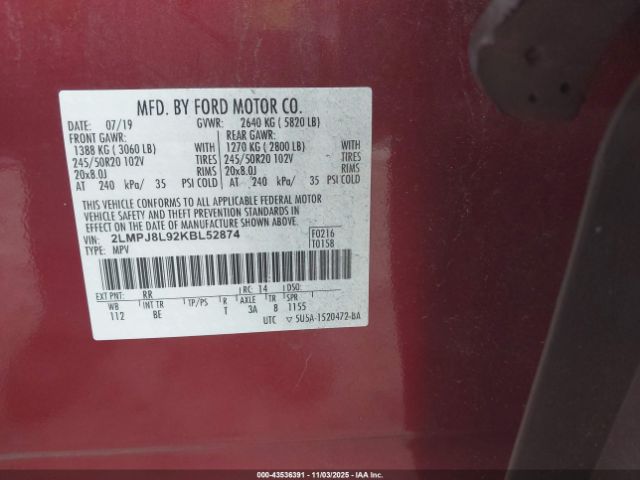 MFD. BY FORD MOTOR CO.
DATE: 07/19 GVWR: 2640 KG ( 5820 LB)
FRONT GAWR: REAR GAWR:
1388 KG ( 3060 LB) WITH 1270 KG ( 2800 LB) WITH
245/50R20 102V TIRES 245/50R20 102V TIRES
20x8.0J RIMS 20x8.0J RIMS
AT 240 kPa/ 35 PSI COLD AT 240 kPa/ 35 PSI COLD
THIS VEHICLE CONFORMS TO ALL APPLICABLE FEDERAL MOTOR
VEHICLE SAFETY AND THEFT PREVENTION STANDARDS IN
EFFECT ON THE DATE OF MANUFACTURE SHOWN ABOVE.
VIN: 2LMPJ8L92KBL52874 F0216
TYPE: MPV T0158
EXT PNT: RR RC: 14 DSO:
WB INT TR TP/PS R AXLE TR SPR
112 BE T 3A 8 1155
UTC ▽ 5U5A-1520472-BA
000-43536391 - 11/03/2025 - IAAI.com